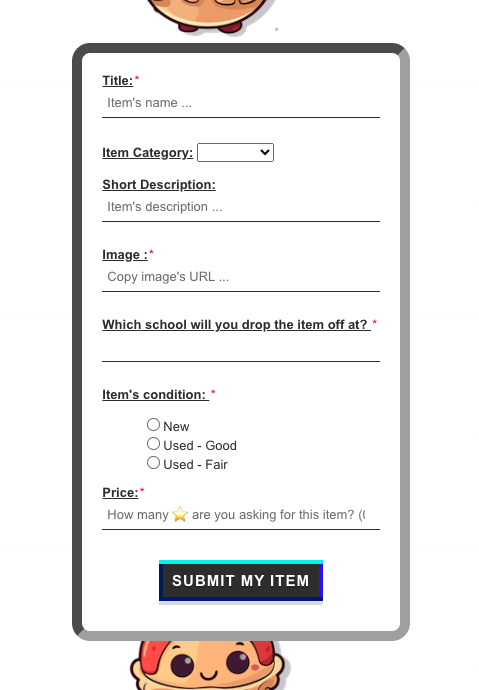 Title:*
Item's name ...
Item Category:
Short Description:
Item's description ...
Image :*
Copy image's URL ...
Which school will you drop the item off at? *
Item's condition: *
New
Used - Good
Used - Fair
Price:*
How many ⭐ are you asking for this item? ((
SUBMIT MY ITEM